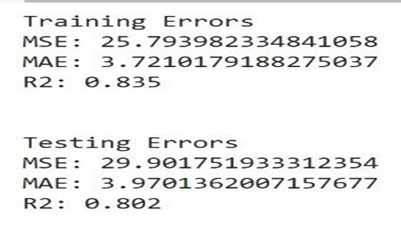 Training Errors
MSE: 25.793982334841058
MAE: 3.7210179188275037
R2: 0.835
Testing Errors
MSE: 29.901751933312354
MAE: 3.9701362007157677
R2: 0.802